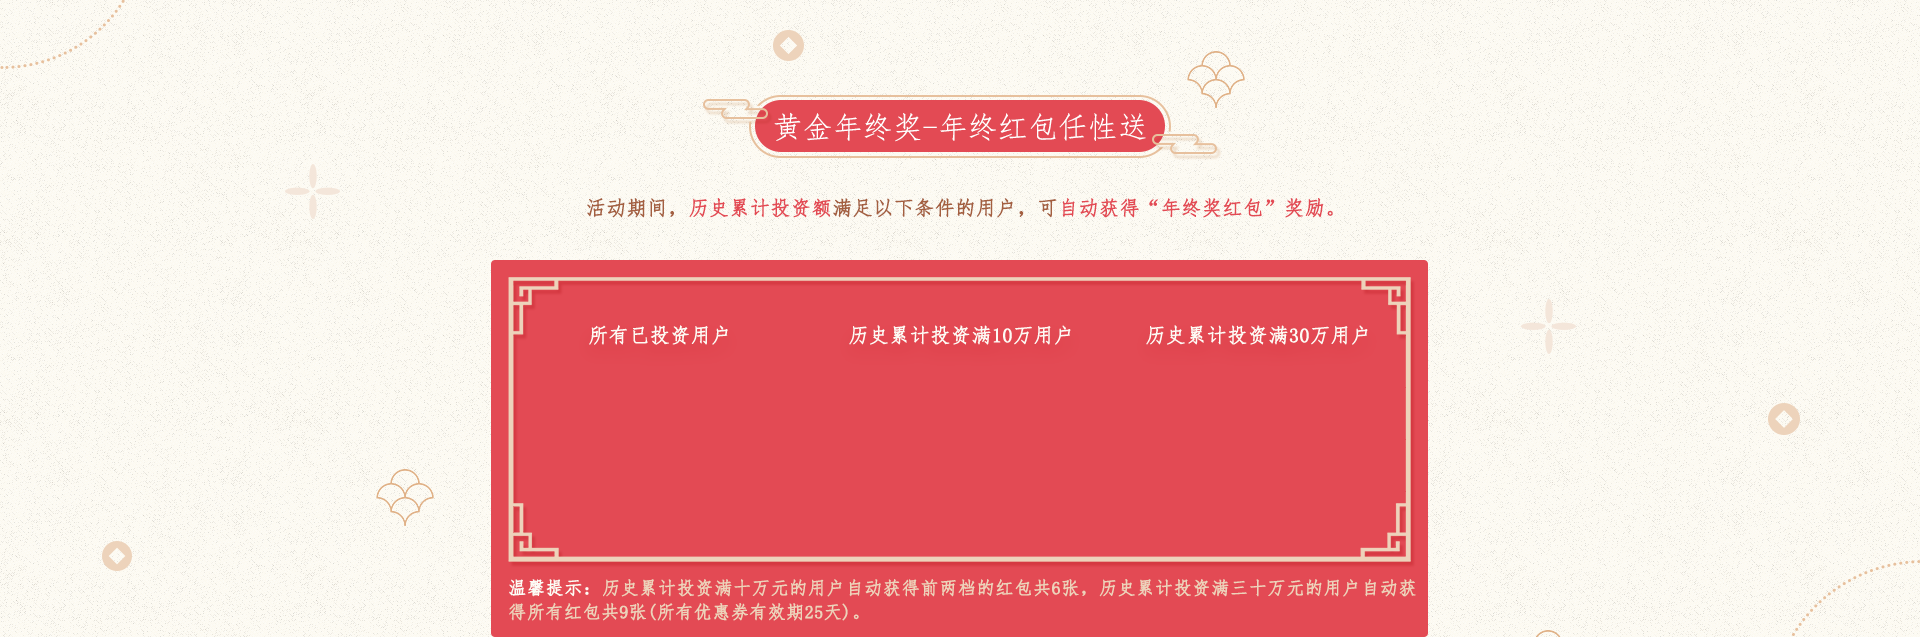 黄金年终奖-年终红包任性送
活动期间，历史累计投资额满足以下条件的用户，可自动获得“年终奖红包”奖励。
所有已投资用户 历史累计投资满10万用户 历史累计投资满30万用户
温馨提示：历史累计投资满十万元的用户自动获得前两档的红包共6张，历史累计投资满三十万元的用户自动获
得所有红包共9张(所有优惠券有效期25天)。